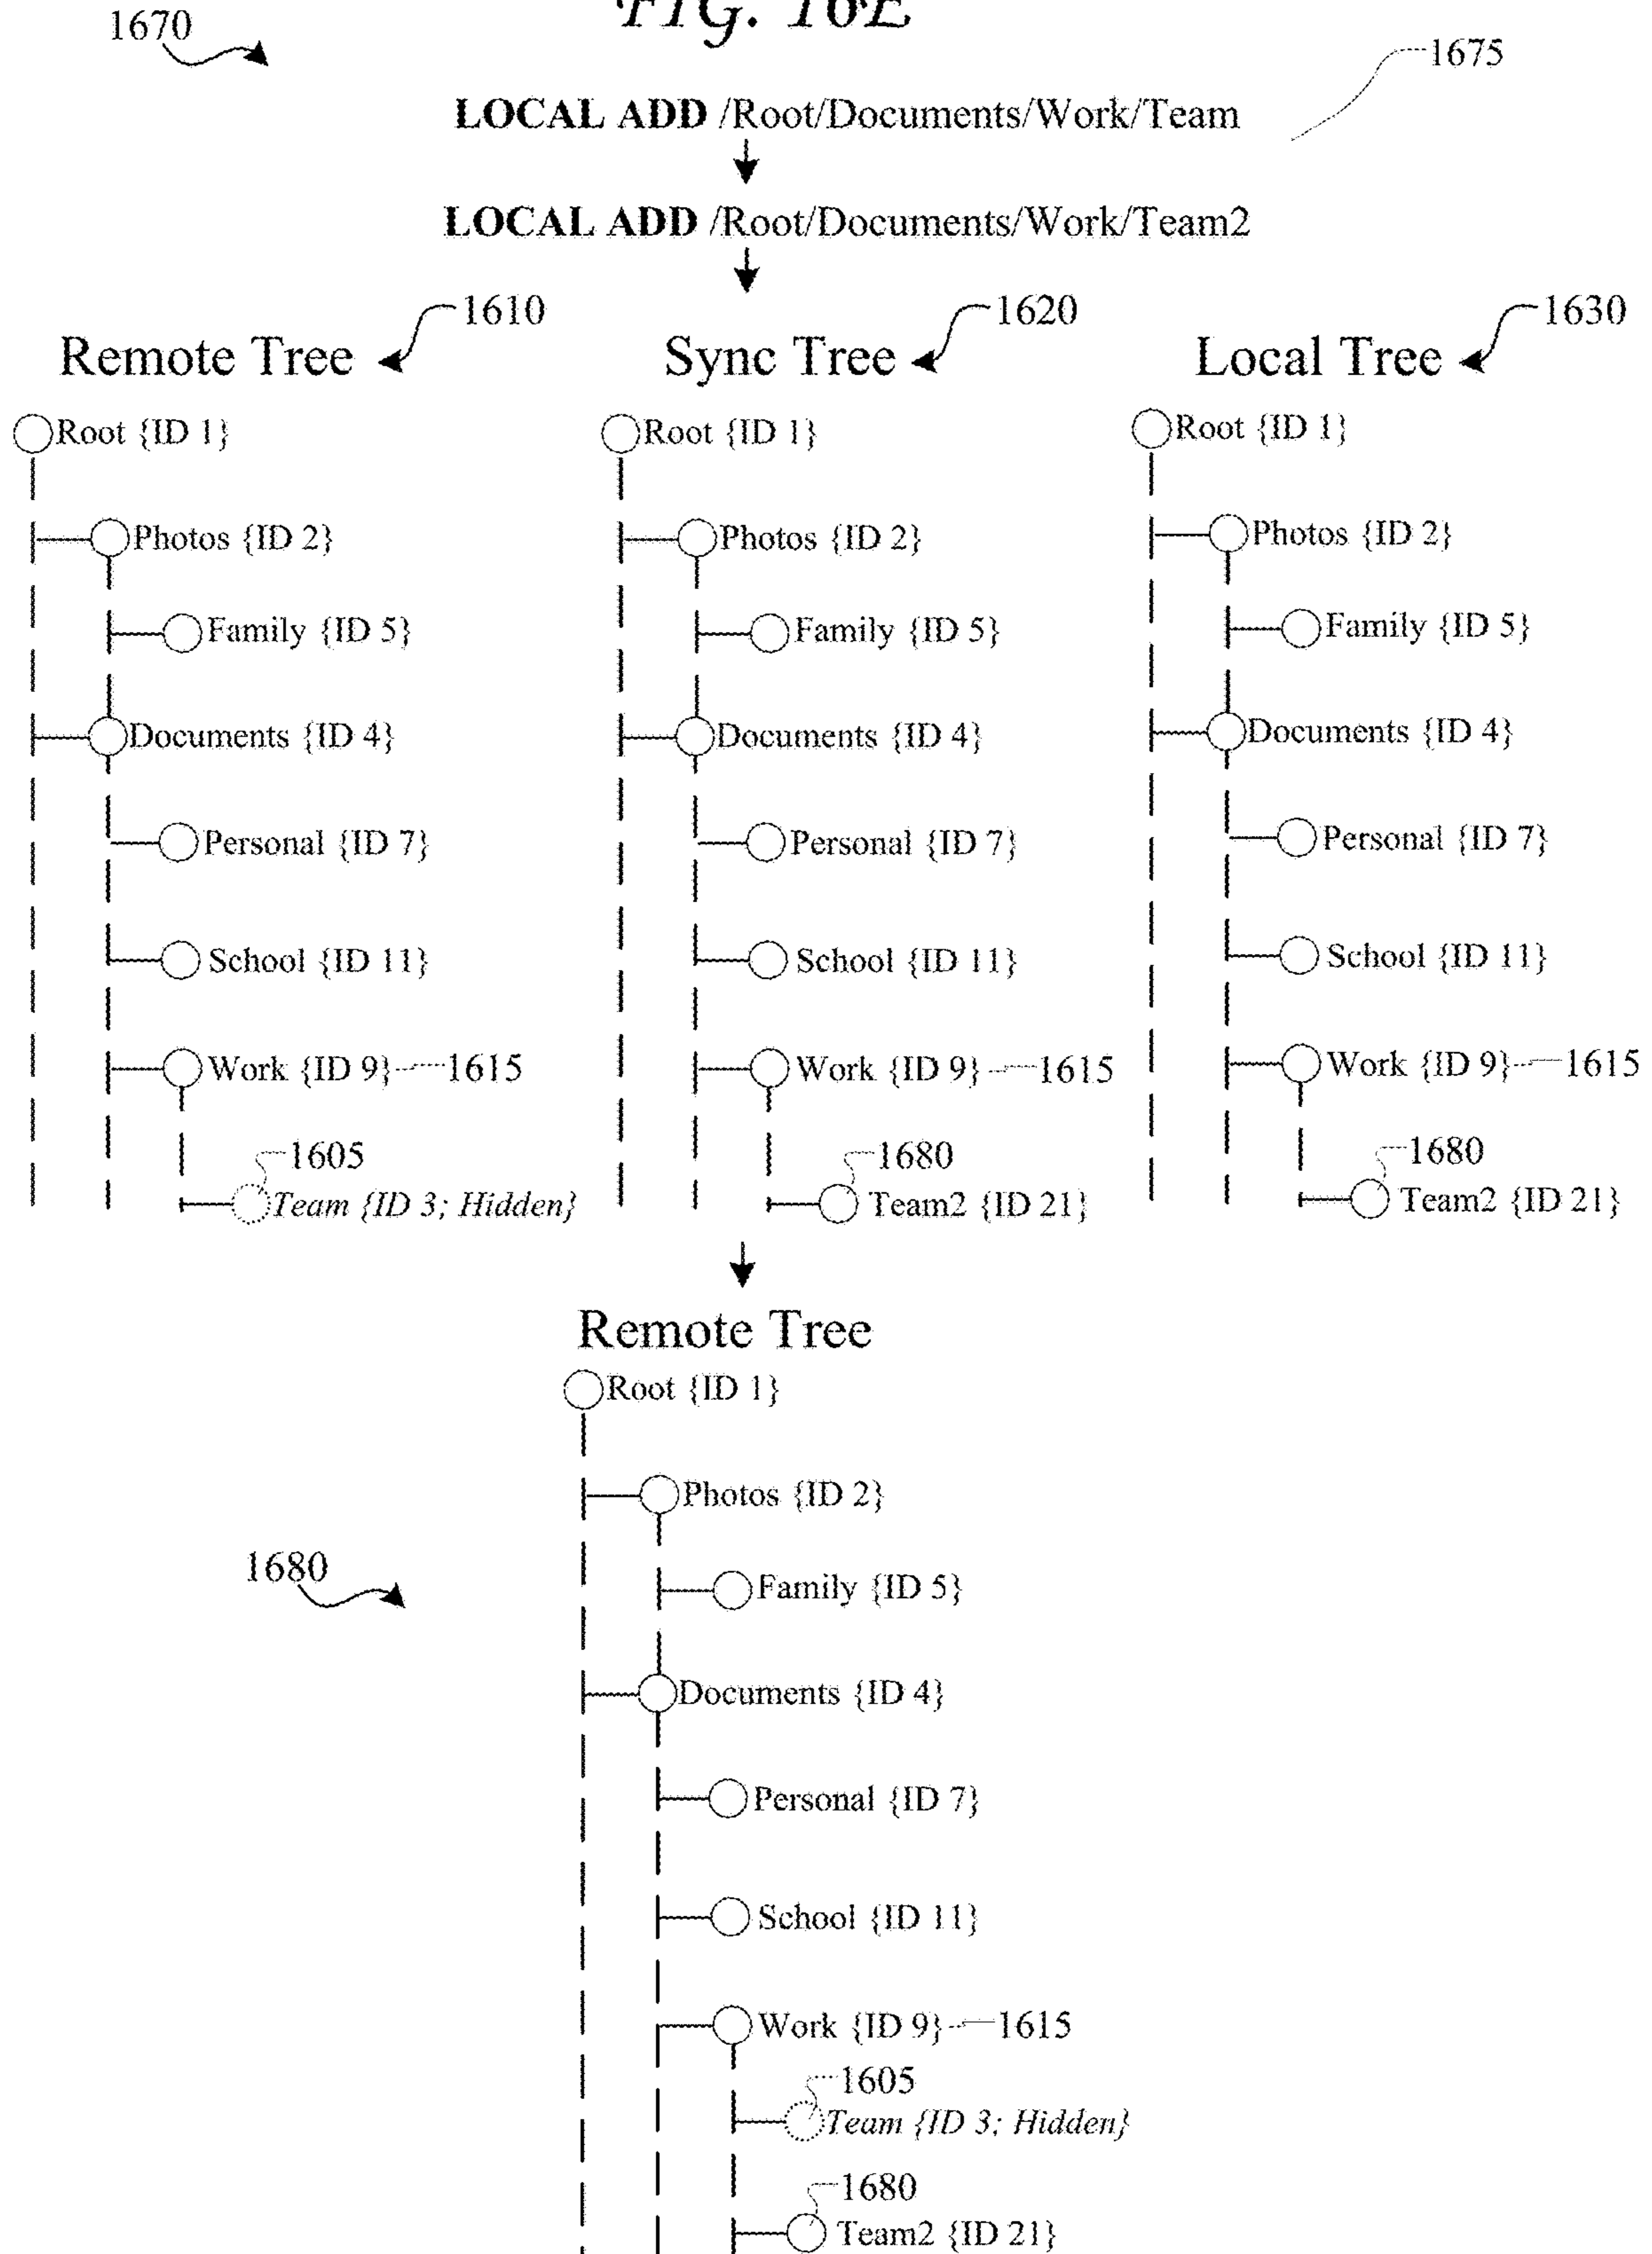 FIG. 16E
1670
1675
LOCAL ADD /Root/Documents/Work/Team
LOCAL ADD /Root/Documents/Work/Team2
1610
1620
1630
Remote Tree
Sync Tree
Local Tree
Root {ID 1}
Root {ID 1}
Root {ID 1}
Photos {ID 2}
Photos {ID 2}
Photos {ID 2}
Family {ID 5}
Family {ID 5}
Family {ID 5}
Documents {ID 4}
Documents {ID 4}
Documents {ID 4}
Personal {ID 7}
Personal {ID 7}
Personal {ID 7}
School {ID 11}
School {ID 11}
School {ID 11}
Work {ID 9} 1615
Work {ID 9} 1615
Work {ID 9} 1615
1605
1680
1680
Team {ID 3; Hidden}
Team2 {ID 21}
Team2 {ID 21}
Remote Tree
Root {ID 1}
Photos {ID 2}
1680
Family {ID 5}
Documents {ID 4}
Personal {ID 7}
School {ID 11}
Work {ID 9} 1615
1605
Team {ID 3; Hidden}
1680
Team2 {ID 21}